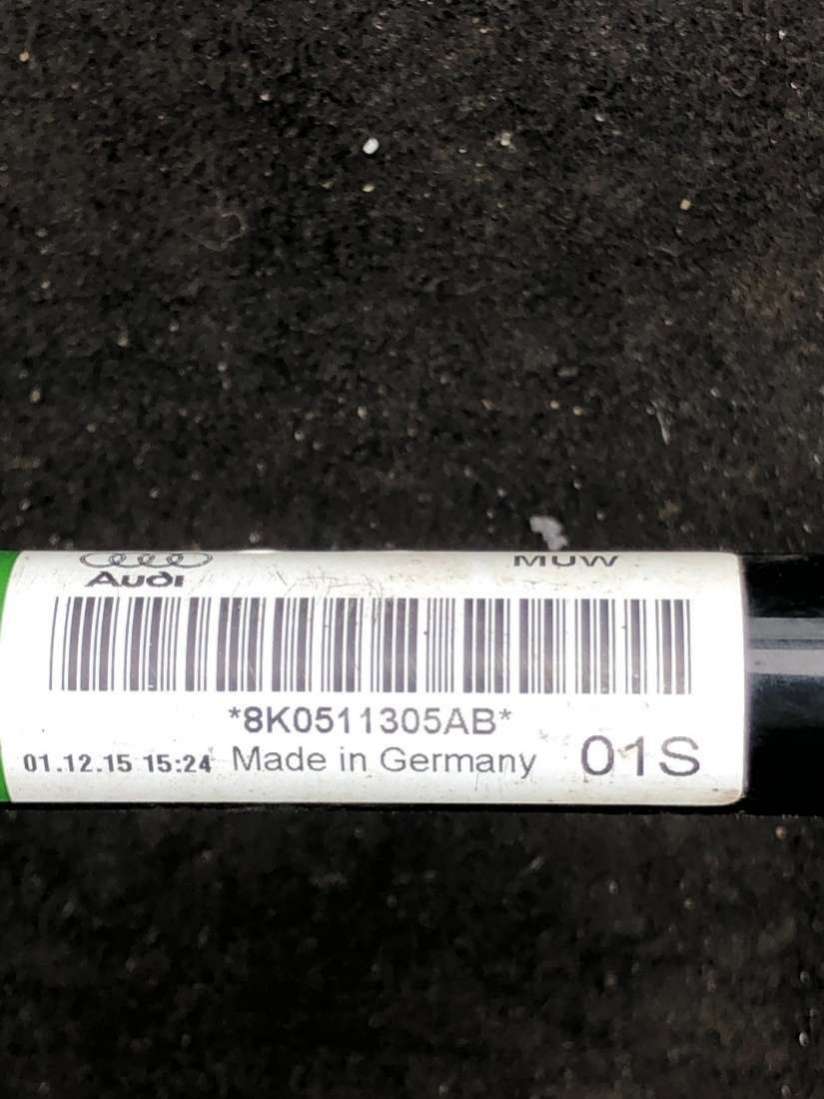 Audi MUW
*8K0511305AB*
01.12.15 15:24 Made in Germany 01S